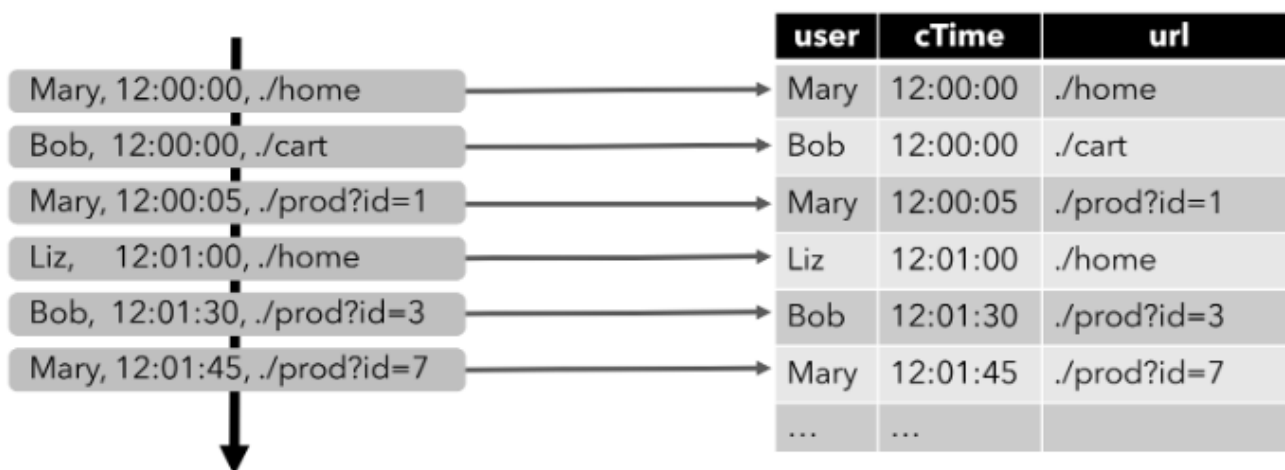 Mary, 12:00:00, ./home
Bob, 12:00:00, ./cart
Mary, 12:00:05, ./prod?id=1
Liz, 12:01:00, ./home
Bob, 12:01:30, ./prod?id=3
Mary, 12:01:45, ./prod?id=7
user cTime url
Mary 12:00:00 ./home
Bob 12:00:00 ./cart
Mary 12:00:05 ./prod?id=1
Liz 12:01:00 ./home
Bob 12:01:30 ./prod?id=3
Mary 12:01:45 ./prod?id=7
... ...